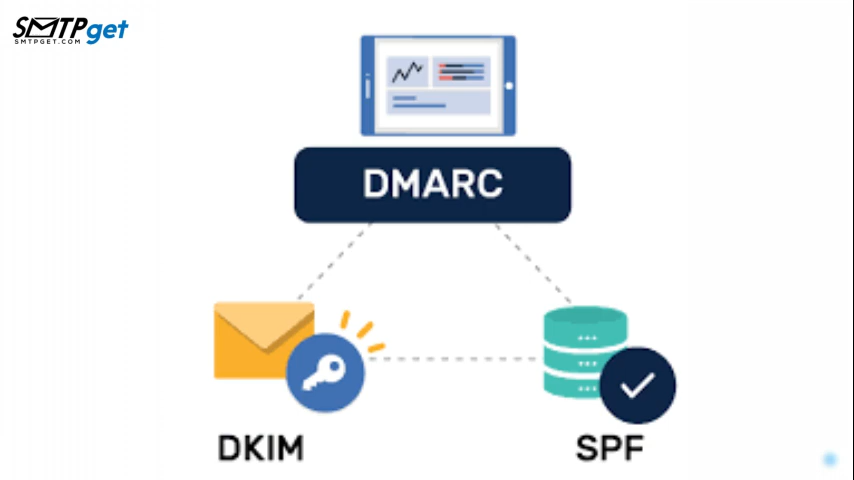 SMTPget
SMTPGET.COM
DMARC
DKIM
SPF